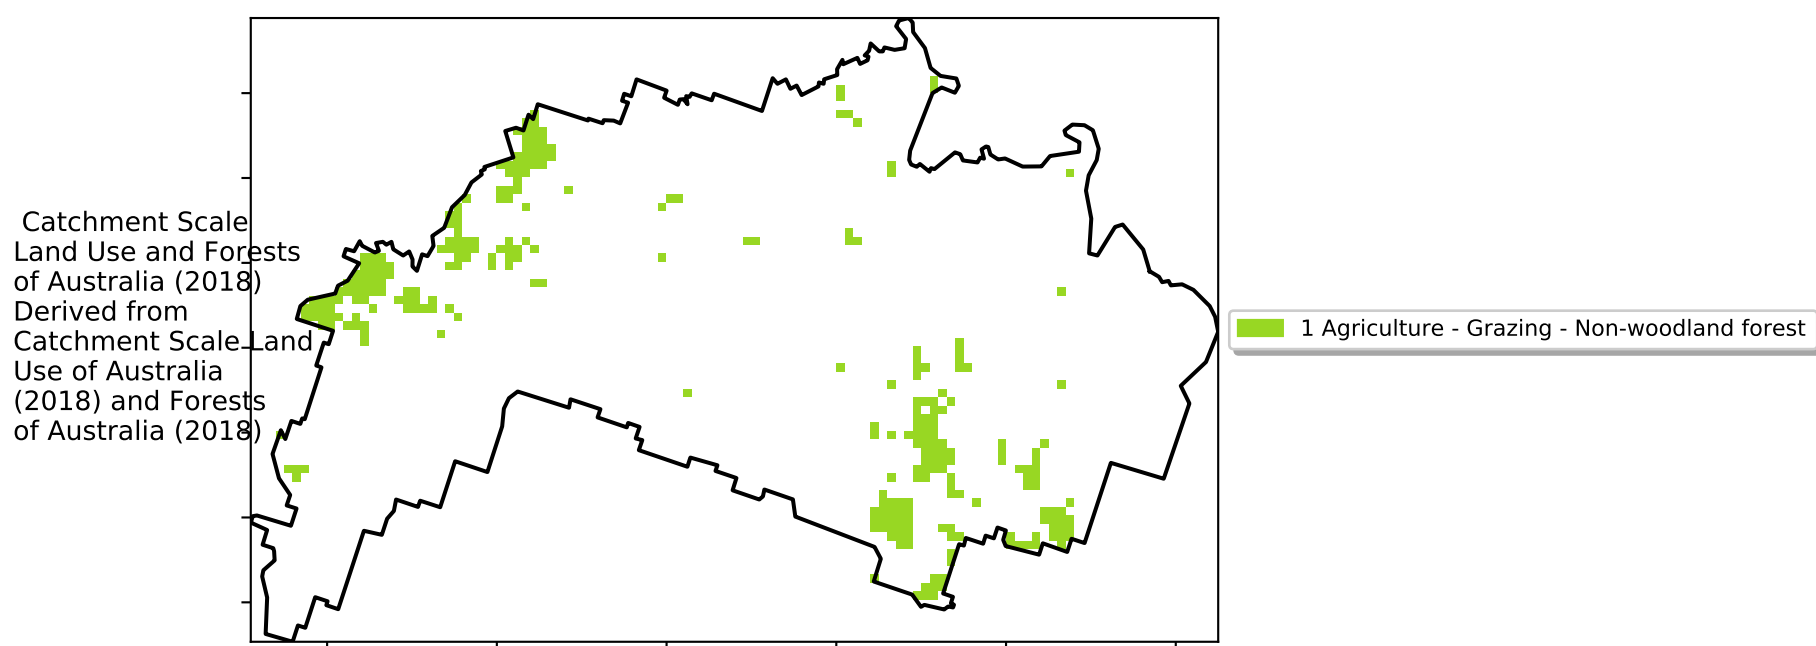 Catchment Scale
Land Use and Forests
of Australia (2018)
Derived from
Catchment Scale Land
Use of Australia
(2018) and Forests
of Australia (2018)
1 Agriculture - Grazing - Non-woodland forest